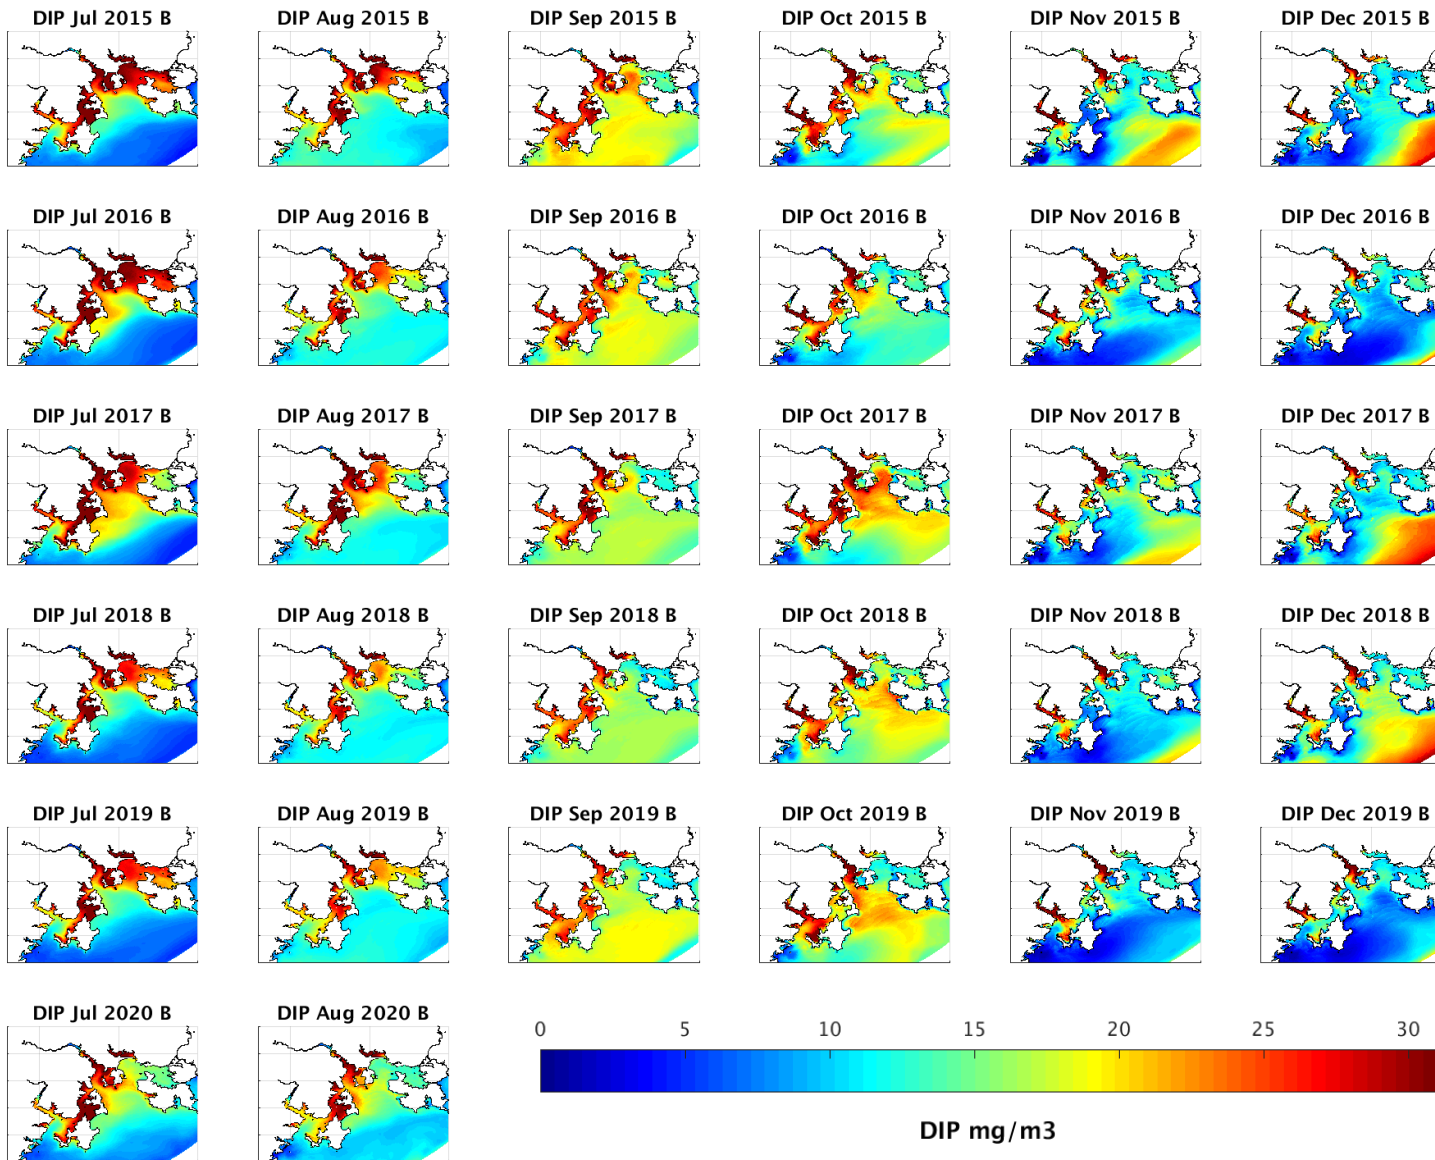 DIP Jul 2015 B DIP Aug 2015 B DIP Sep 2015 B DIP Oct 2015 B DIP Nov 2015 B DIP Dec 2015 B
DIP Jul 2016 B DIP Aug 2016 B DIP Sep 2016 B DIP Oct 2016 B DIP Nov 2016 B DIP Dec 2016 B
DIP Jul 2017 B DIP Aug 2017 B DIP Sep 2017 B DIP Oct 2017 B DIP Nov 2017 B DIP Dec 2017 B
DIP Jul 2018 B DIP Aug 2018 B DIP Sep 2018 B DIP Oct 2018 B DIP Nov 2018 B DIP Dec 2018 B
DIP Jul 2019 B DIP Aug 2019 B DIP Sep 2019 B DIP Oct 2019 B DIP Nov 2019 B DIP Dec 2019 B
DIP Jul 2020 B DIP Aug 2020 B
0 5 10 15 20 25 30
DIP mg/m3